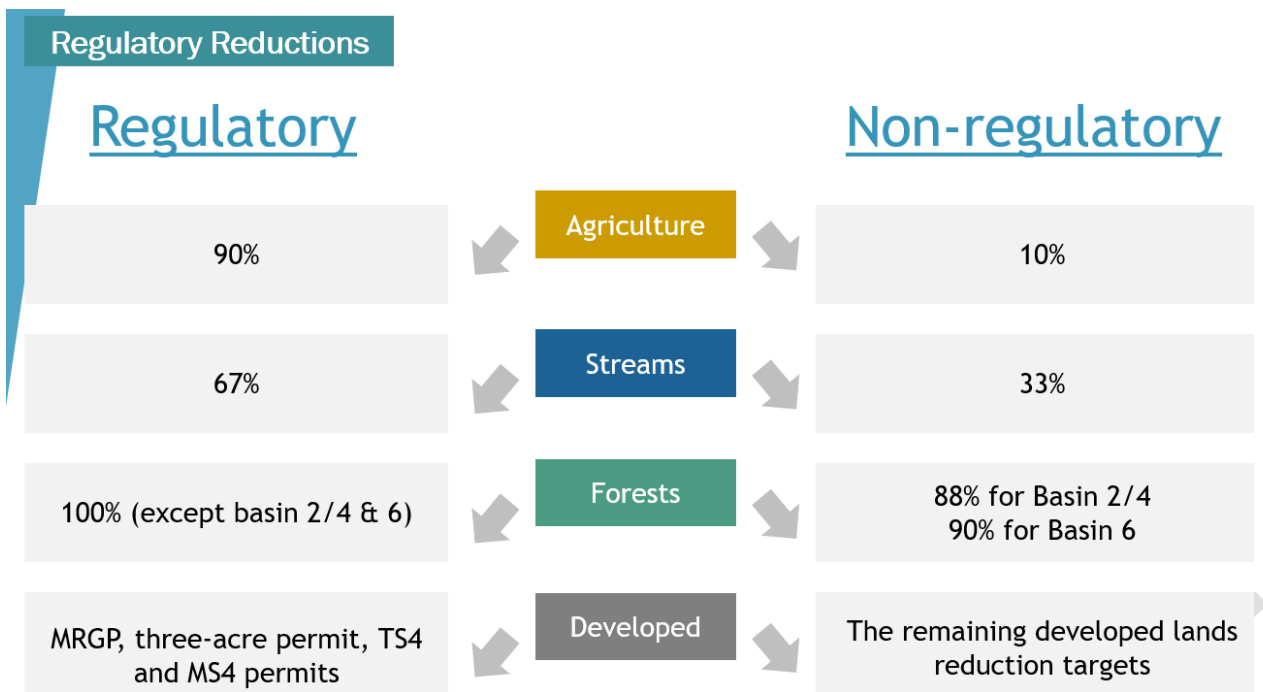 Regulatory Reductions
Regulatory
Non-regulatory
Agriculture
90%
10%
Streams
67%
33%
Forests
100% (except basin 2/4 & 6)
88% for Basin 2/4
90% for Basin 6
Developed
MRGP, three-acre permit, TS4
and MS4 permits
The remaining developed lands
reduction targets